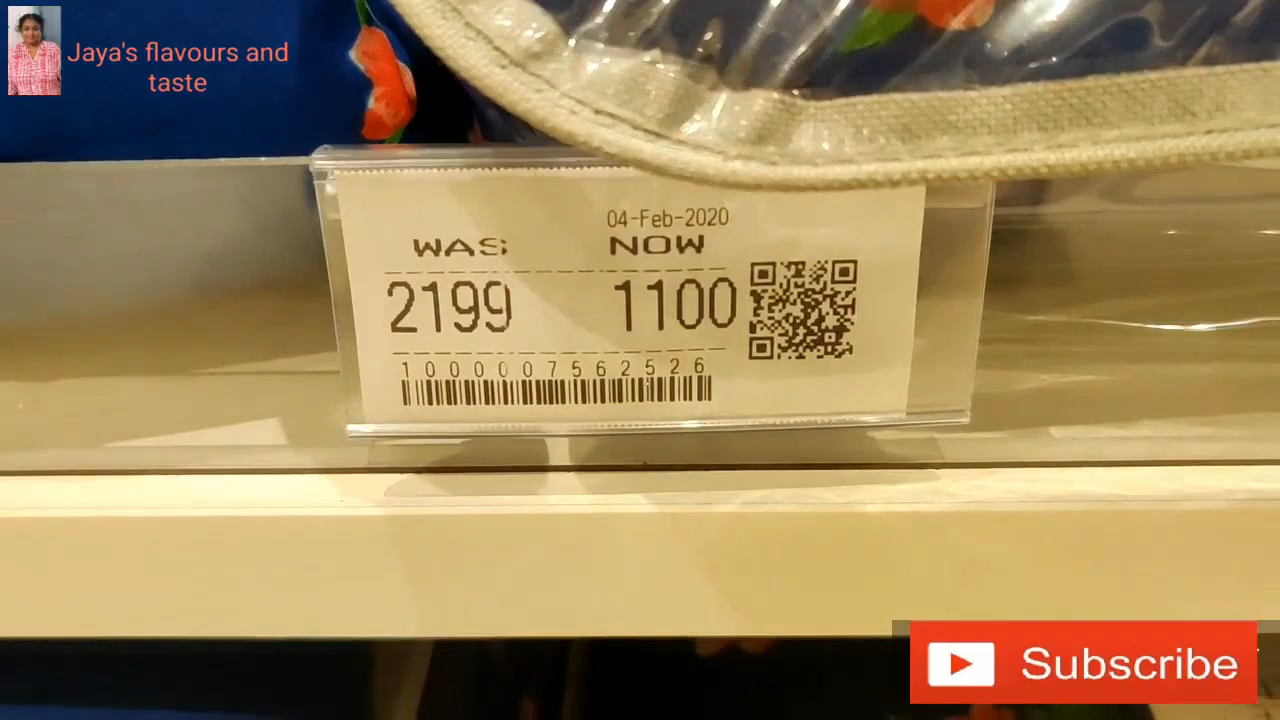 Jaya's flavours and
taste
04-Feb-2020
WAS NOW
2199 1100
1000007562526
Subscribe